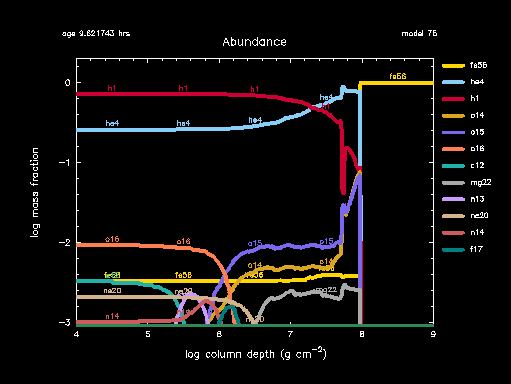 age 9.621743 hrs
model 76
Abundance
fe56
he4
h1
o14
o15
o16
c12
mg22
n13
ne20
n14
f17
fe56
h1
h1
h1
he4
he4
he4
he4
o16
o16
o15
o15
o14
o14
fe56
fe56
fe56
ne20
mg22
n14
log mass fraction
0
−1
−2
−3
4
5
6
7
8
9
log column depth (g cm⁻²)